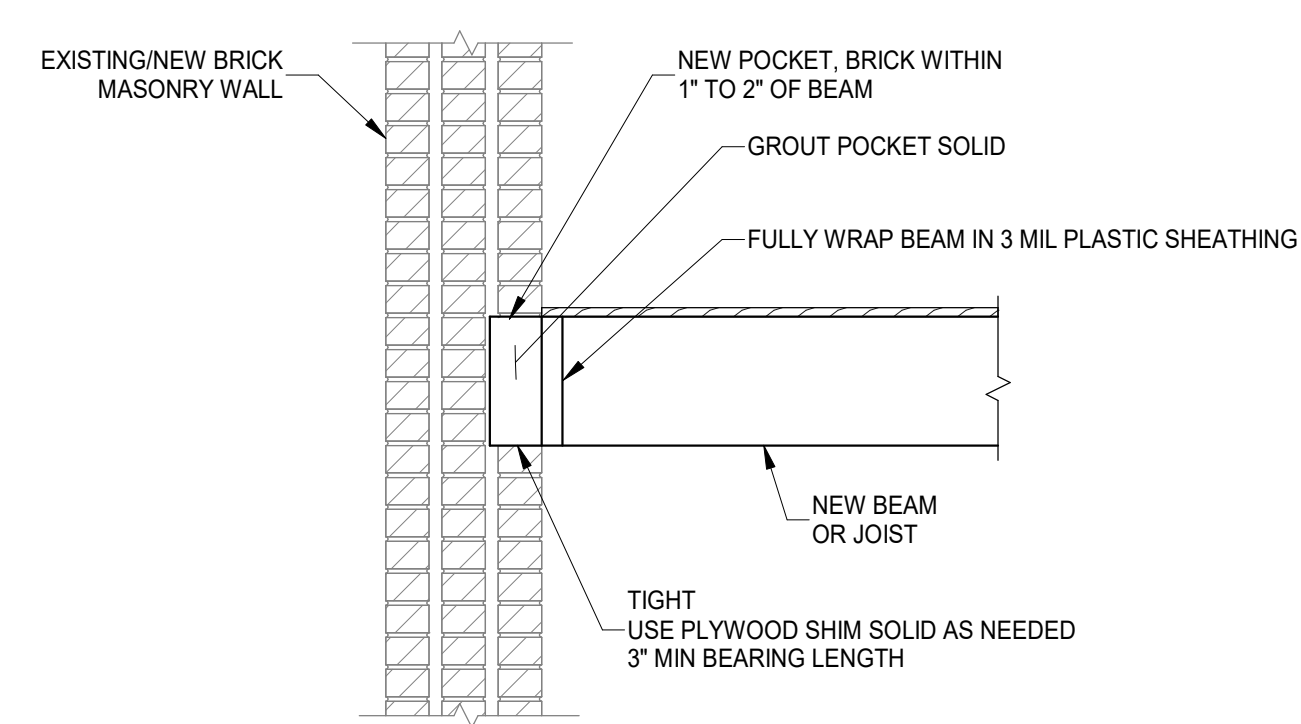 EXISTING/NEW BRICK
MASONRY WALL
NEW POCKET, BRICK WITHIN
1" TO 2" OF BEAM
GROUT POCKET SOLID
FULLY WRAP BEAM IN 3 MIL PLASTIC SHEATHING
NEW BEAM
OR JOIST
TIGHT
USE PLYWOOD SHIM SOLID AS NEEDED
3" MIN BEARING LENGTH